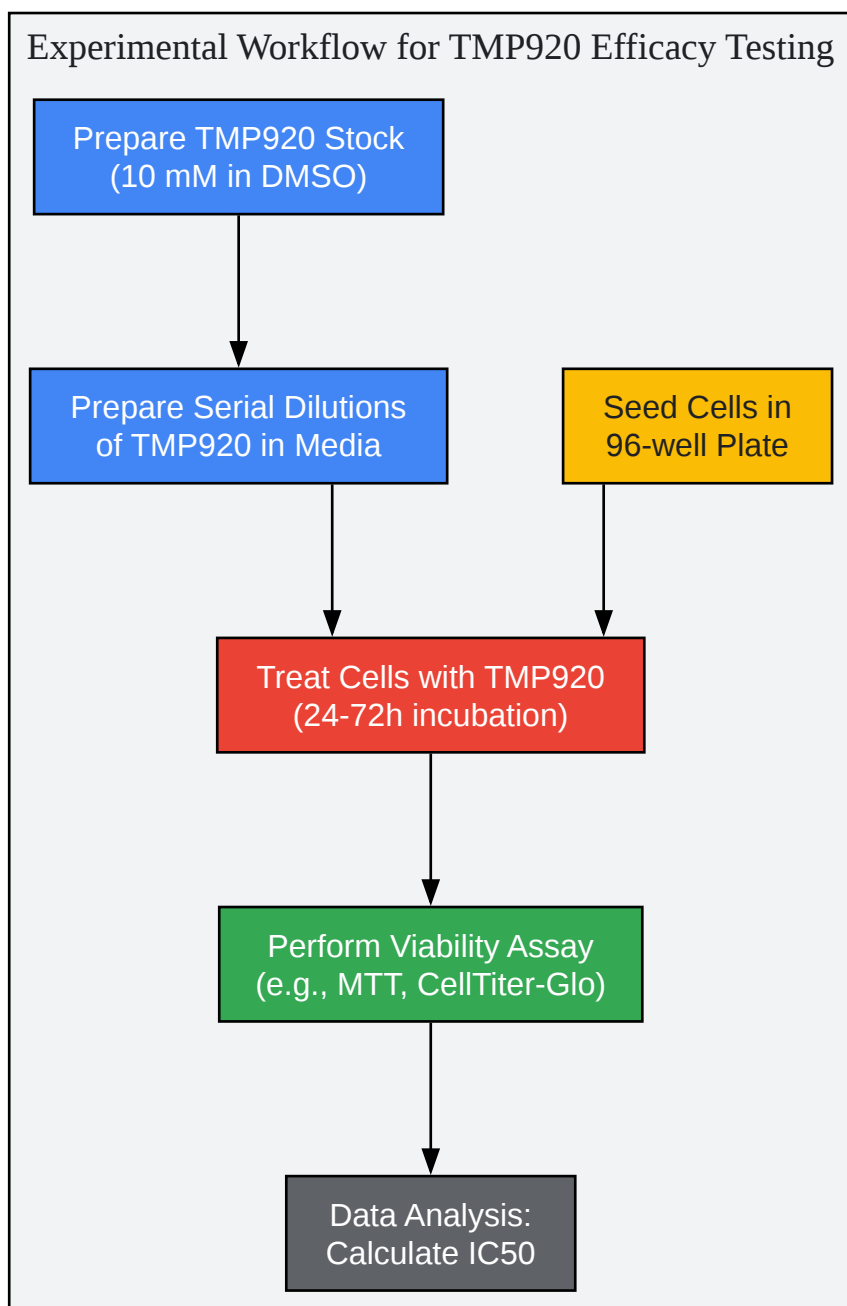 Experimental Workflow for TMP920 Efficacy Testing
Prepare TMP920 Stock
(10 mM in DMSO)
Prepare Serial Dilutions
of TMP920 in Media
Seed Cells in
96-well Plate
Treat Cells with TMP920
(24-72h incubation)
Perform Viability Assay
(e.g., MTT, CellTiter-Glo)
Data Analysis:
Calculate IC50